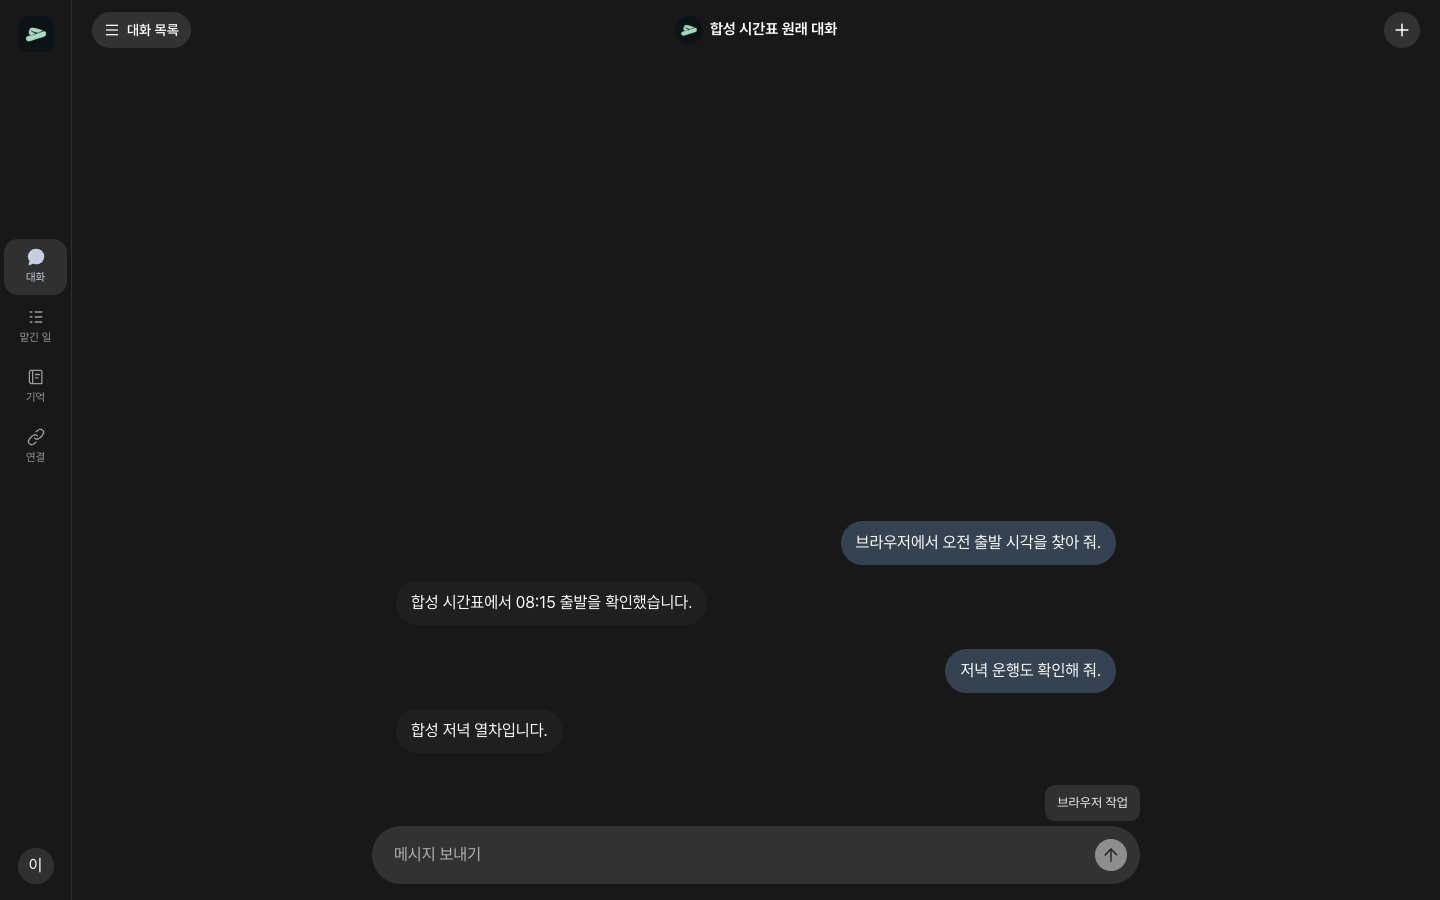 대화 목록
합성 시간표 원래 대화
대화
맡긴 일
기억
연결
브라우저에서 오전 출발 시각을 찾아 줘.
합성 시간표에서 08:15 출발을 확인했습니다.
저녁 운행도 확인해 줘.
합성 저녁 열차입니다.
브라우저 작업
메시지 보내기
이